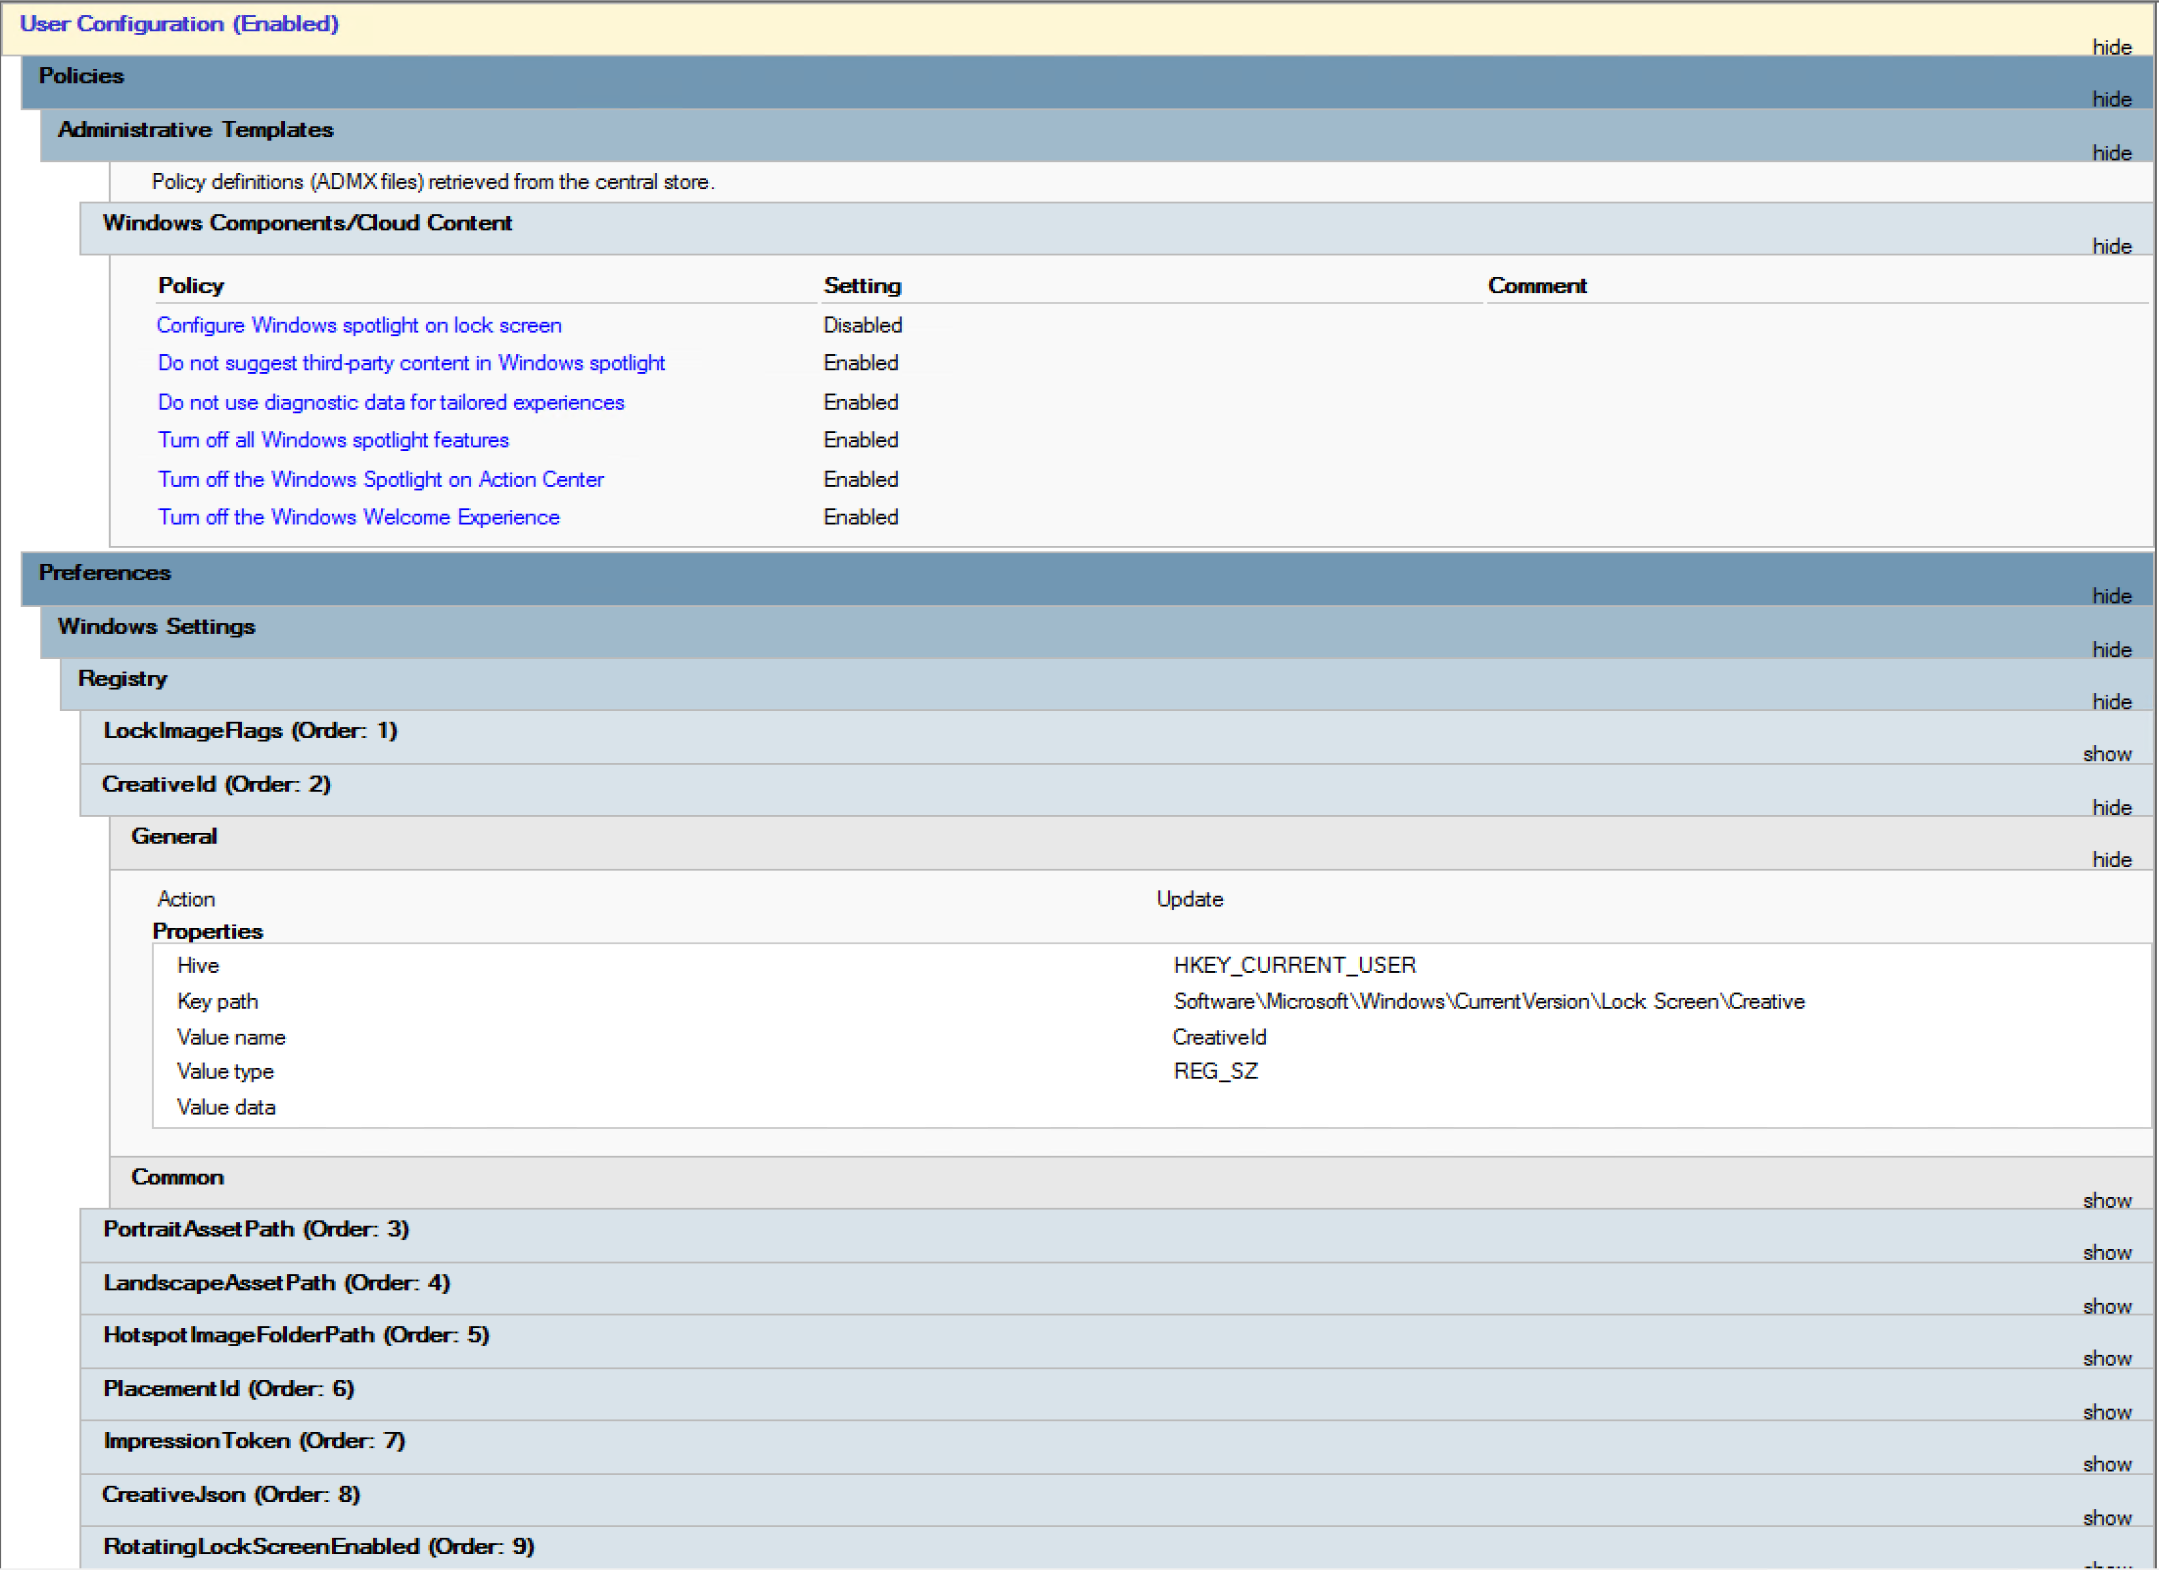 User Configuration (Enabled)
hide
Policies
hide
Administrative Templates
hide
Policy definitions (ADMX files) retrieved from the central store.
Windows Components/Cloud Content
hide
Policy Setting Comment
Configure Windows spotlight on lock screen Disabled
Do not suggest third-party content in Windows spotlight Enabled
Do not use diagnostic data for tailored experiences Enabled
Turn off all Windows spotlight features Enabled
Turn off the Windows Spotlight on Action Center Enabled
Turn off the Windows Welcome Experience Enabled
Preferences
hide
Windows Settings
hide
Registry
hide
LockImageFlags (Order: 1)
show
CreativeId (Order: 2)
hide
General
hide
Action Update
Properties
Hive HKEY_CURRENT_USER
Key path Software\Microsoft\Windows\CurrentVersion\Lock Screen\Creative
Value name CreativeId
Value type REG_SZ
Value data
Common
show
PortraitAssetPath (Order: 3)
show
LandscapeAssetPath (Order: 4)
show
HotspotImageFolderPath (Order: 5)
show
PlacementId (Order: 6)
show
ImpressionToken (Order: 7)
show
CreativeJson (Order: 8)
show
RotatingLockScreenEnabled (Order: 9)